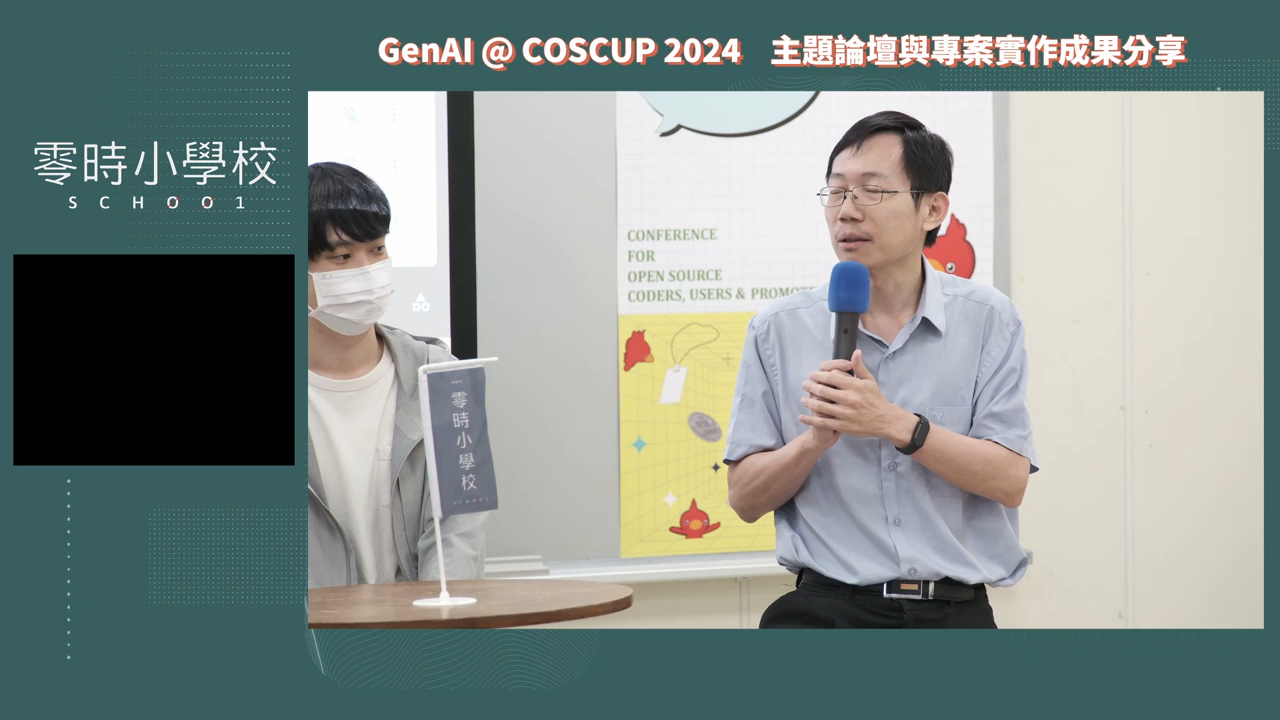 GenAI @ COSCUP 2024 主題論壇與專案實作成果分享
零時小學校
SCHOO1
CONFERENCE
FOR
OPEN SOURCE
CODERS, USERS & PROMOTE
零時小學校